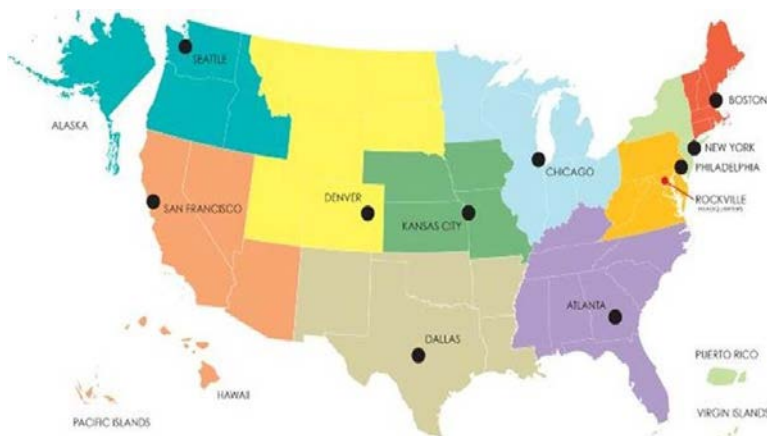 SEATTLE
ALASKA
BOSTON
NEW YORK
PHILADELPHIA
CHICAGO
ROCKVILLE
HEADQUARTERS
SAN FRANCISCO
DENVER
KANSAS CITY
ATLANTA
DALLAS
PUERTO RICO
HAWAII
PACIFIC ISLANDS
VIRGIN ISLANDS